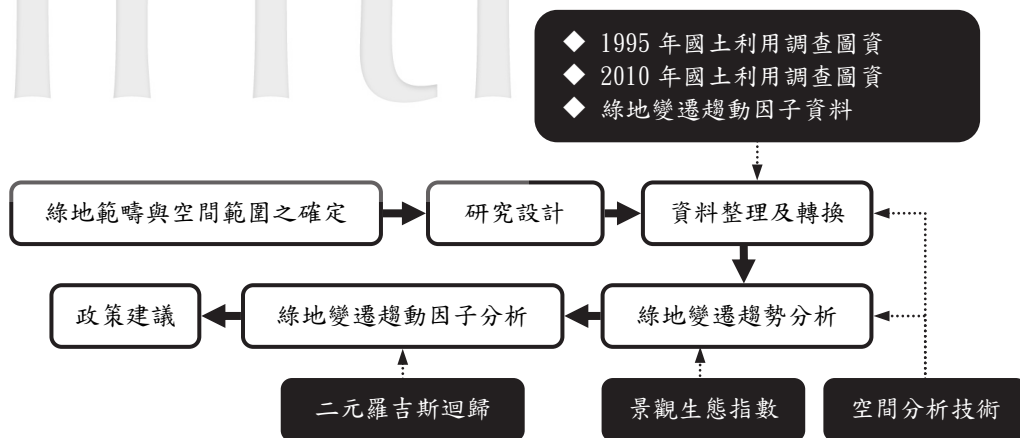 ◆ 1995 年國土利用調查圖資
◆ 2010 年國土利用調查圖資
◆ 綠地變遷趨動因子資料
綠地範疇與空間範圍之確定
研究設計
資料整理及轉換
政策建議
綠地變遷趨動因子分析
綠地變遷趨勢分析
二元羅吉斯迴歸
景觀生態指數
空間分析技術